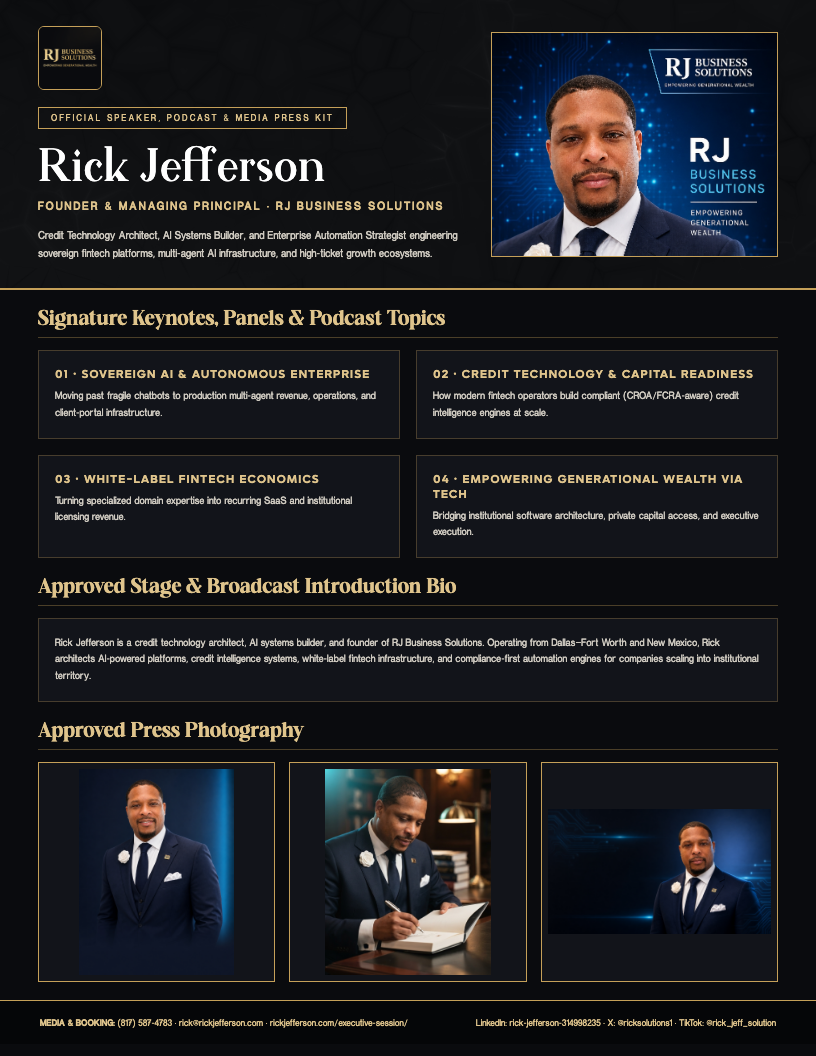 RJ BUSINESS SOLUTIONS
EMPOWERING GENERATIONAL WEALTH
OFFICIAL SPEAKER, PODCAST & MEDIA PRESS KIT
Rick Jefferson
FOUNDER & MANAGING PRINCIPAL · RJ BUSINESS SOLUTIONS
Credit Technology Architect, AI Systems Builder, and Enterprise Automation Strategist engineering
sovereign fintech platforms, multi-agent AI infrastructure, and high-ticket growth ecosystems.
RJ BUSINESS SOLUTIONS
EMPOWERING GENERATIONAL WEALTH
RJ
BUSINESS
SOLUTIONS
EMPOWERING
GENERATIONAL
WEALTH
Signature Keynotes, Panels & Podcast Topics
01 · SOVEREIGN AI & AUTONOMOUS ENTERPRISE
Moving past fragile chatbots to production multi-agent revenue, operations, and
client-portal infrastructure.
02 · CREDIT TECHNOLOGY & CAPITAL READINESS
How modern fintech operators build compliant (CROA/FCRA-aware) credit
intelligence engines at scale.
03 · WHITE-LABEL FINTECH ECONOMICS
Turning specialized domain expertise into recurring SaaS and institutional
licensing revenue.
04 · EMPOWERING GENERATIONAL WEALTH VIA
TECH
Bridging institutional software architecture, private capital access, and executive
execution.
Approved Stage & Broadcast Introduction Bio
Rick Jefferson is a credit technology architect, AI systems builder, and founder of RJ Business Solutions. Operating from Dallas–Fort Worth and New Mexico, Rick
architects AI-powered platforms, credit intelligence systems, white-label fintech infrastructure, and compliance-first automation engines for companies scaling into institutional
territory.
Approved Press Photography
MEDIA & BOOKING: (817) 587-4783 · rick@rickjefferson.com · rickjefferson.com/executive-session/
LinkedIn: rick-jefferson-314998235 · X: @ricksolutions1 · TikTok: @rick_jeff_solution